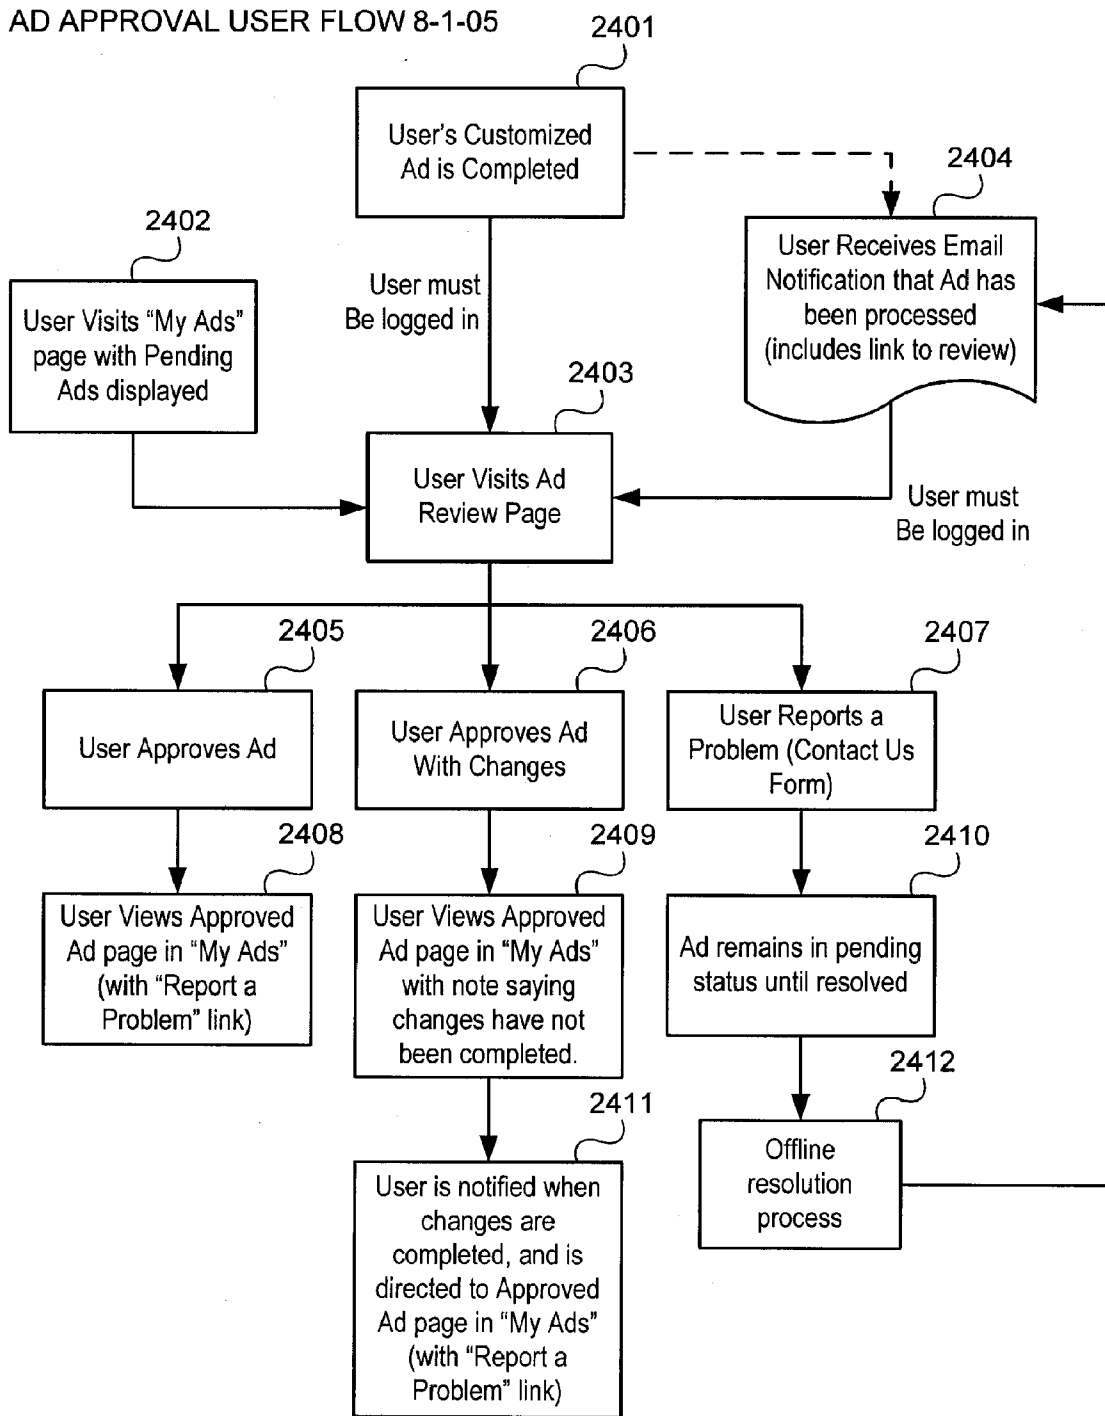 AD APPROVAL USER FLOW 8-1-05
2401
User's Customized
Ad is Completed
2404
User Receives Email
Notification that Ad has
been processed
(includes link to review)
2402
User Visits “My Ads”
page with Pending
Ads displayed
User must
Be logged in
2403
User Visits Ad
Review Page
User must
Be logged in
2405
User Approves Ad
2406
User Approves Ad
With Changes
2407
User Reports a
Problem (Contact Us
Form)
2408
User Views Approved
Ad page in “My Ads”
(with “Report a
Problem” link)
2409
User Views Approved
Ad page in “My Ads”
with note saying
changes have not
been completed.
2410
Ad remains in pending
status until resolved
2411
User is notified when
changes are
completed, and is
directed to Approved
Ad page in “My Ads”
(with “Report a
Problem” link)
2412
Offline
resolution
process